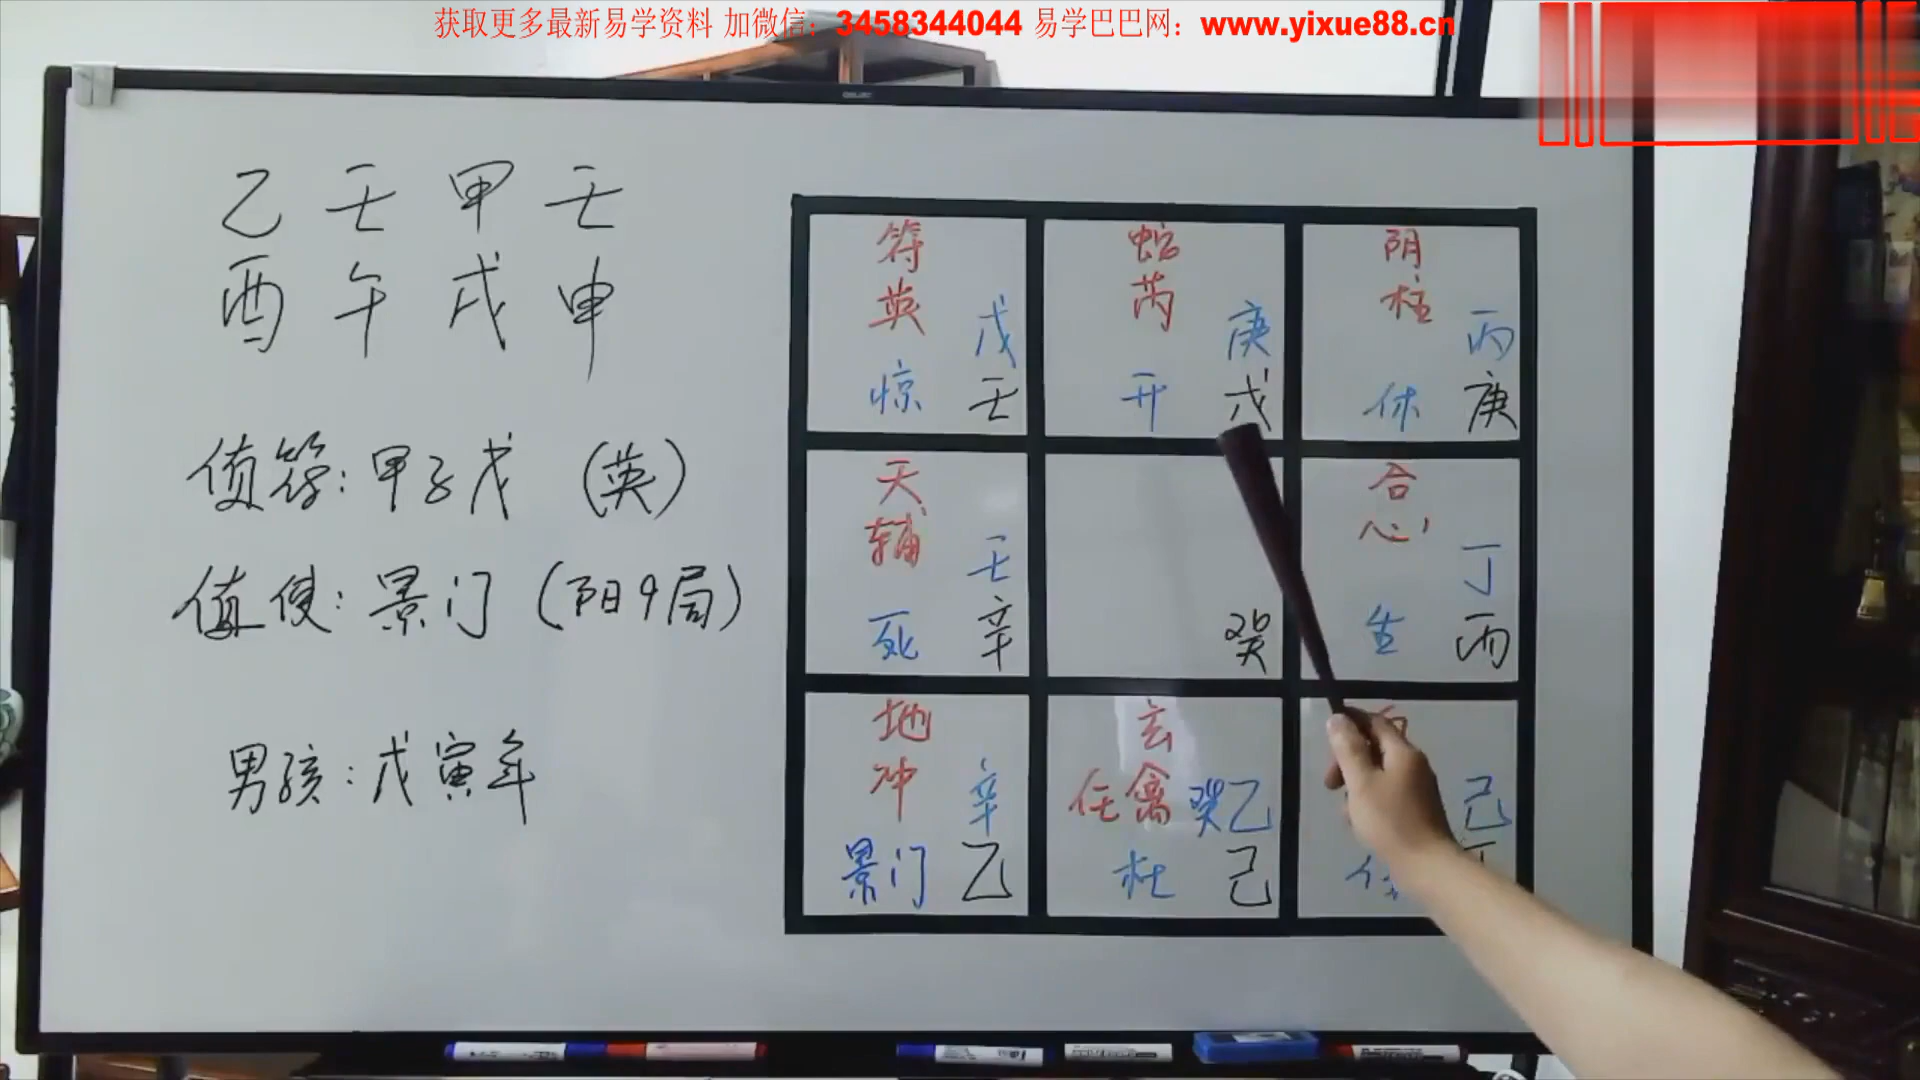 获取更多最新易学资料 加微信：3458344044 易学巴巴网：www.yixue88.cn
乙 壬 甲 壬
酉 午 戌 申
值符：甲子戊 （英）
值使：景门（阳9局）
男孩：戊寅年
符
英 戊
惊 壬
蛇
芮 庚
开 戊
阴
柱 丙
休 庚
天
辅 壬
死 辛
癸
合
心 丁
生 丙
地
冲 辛
景门 乙
玄
任禽 癸乙
杜 己
己